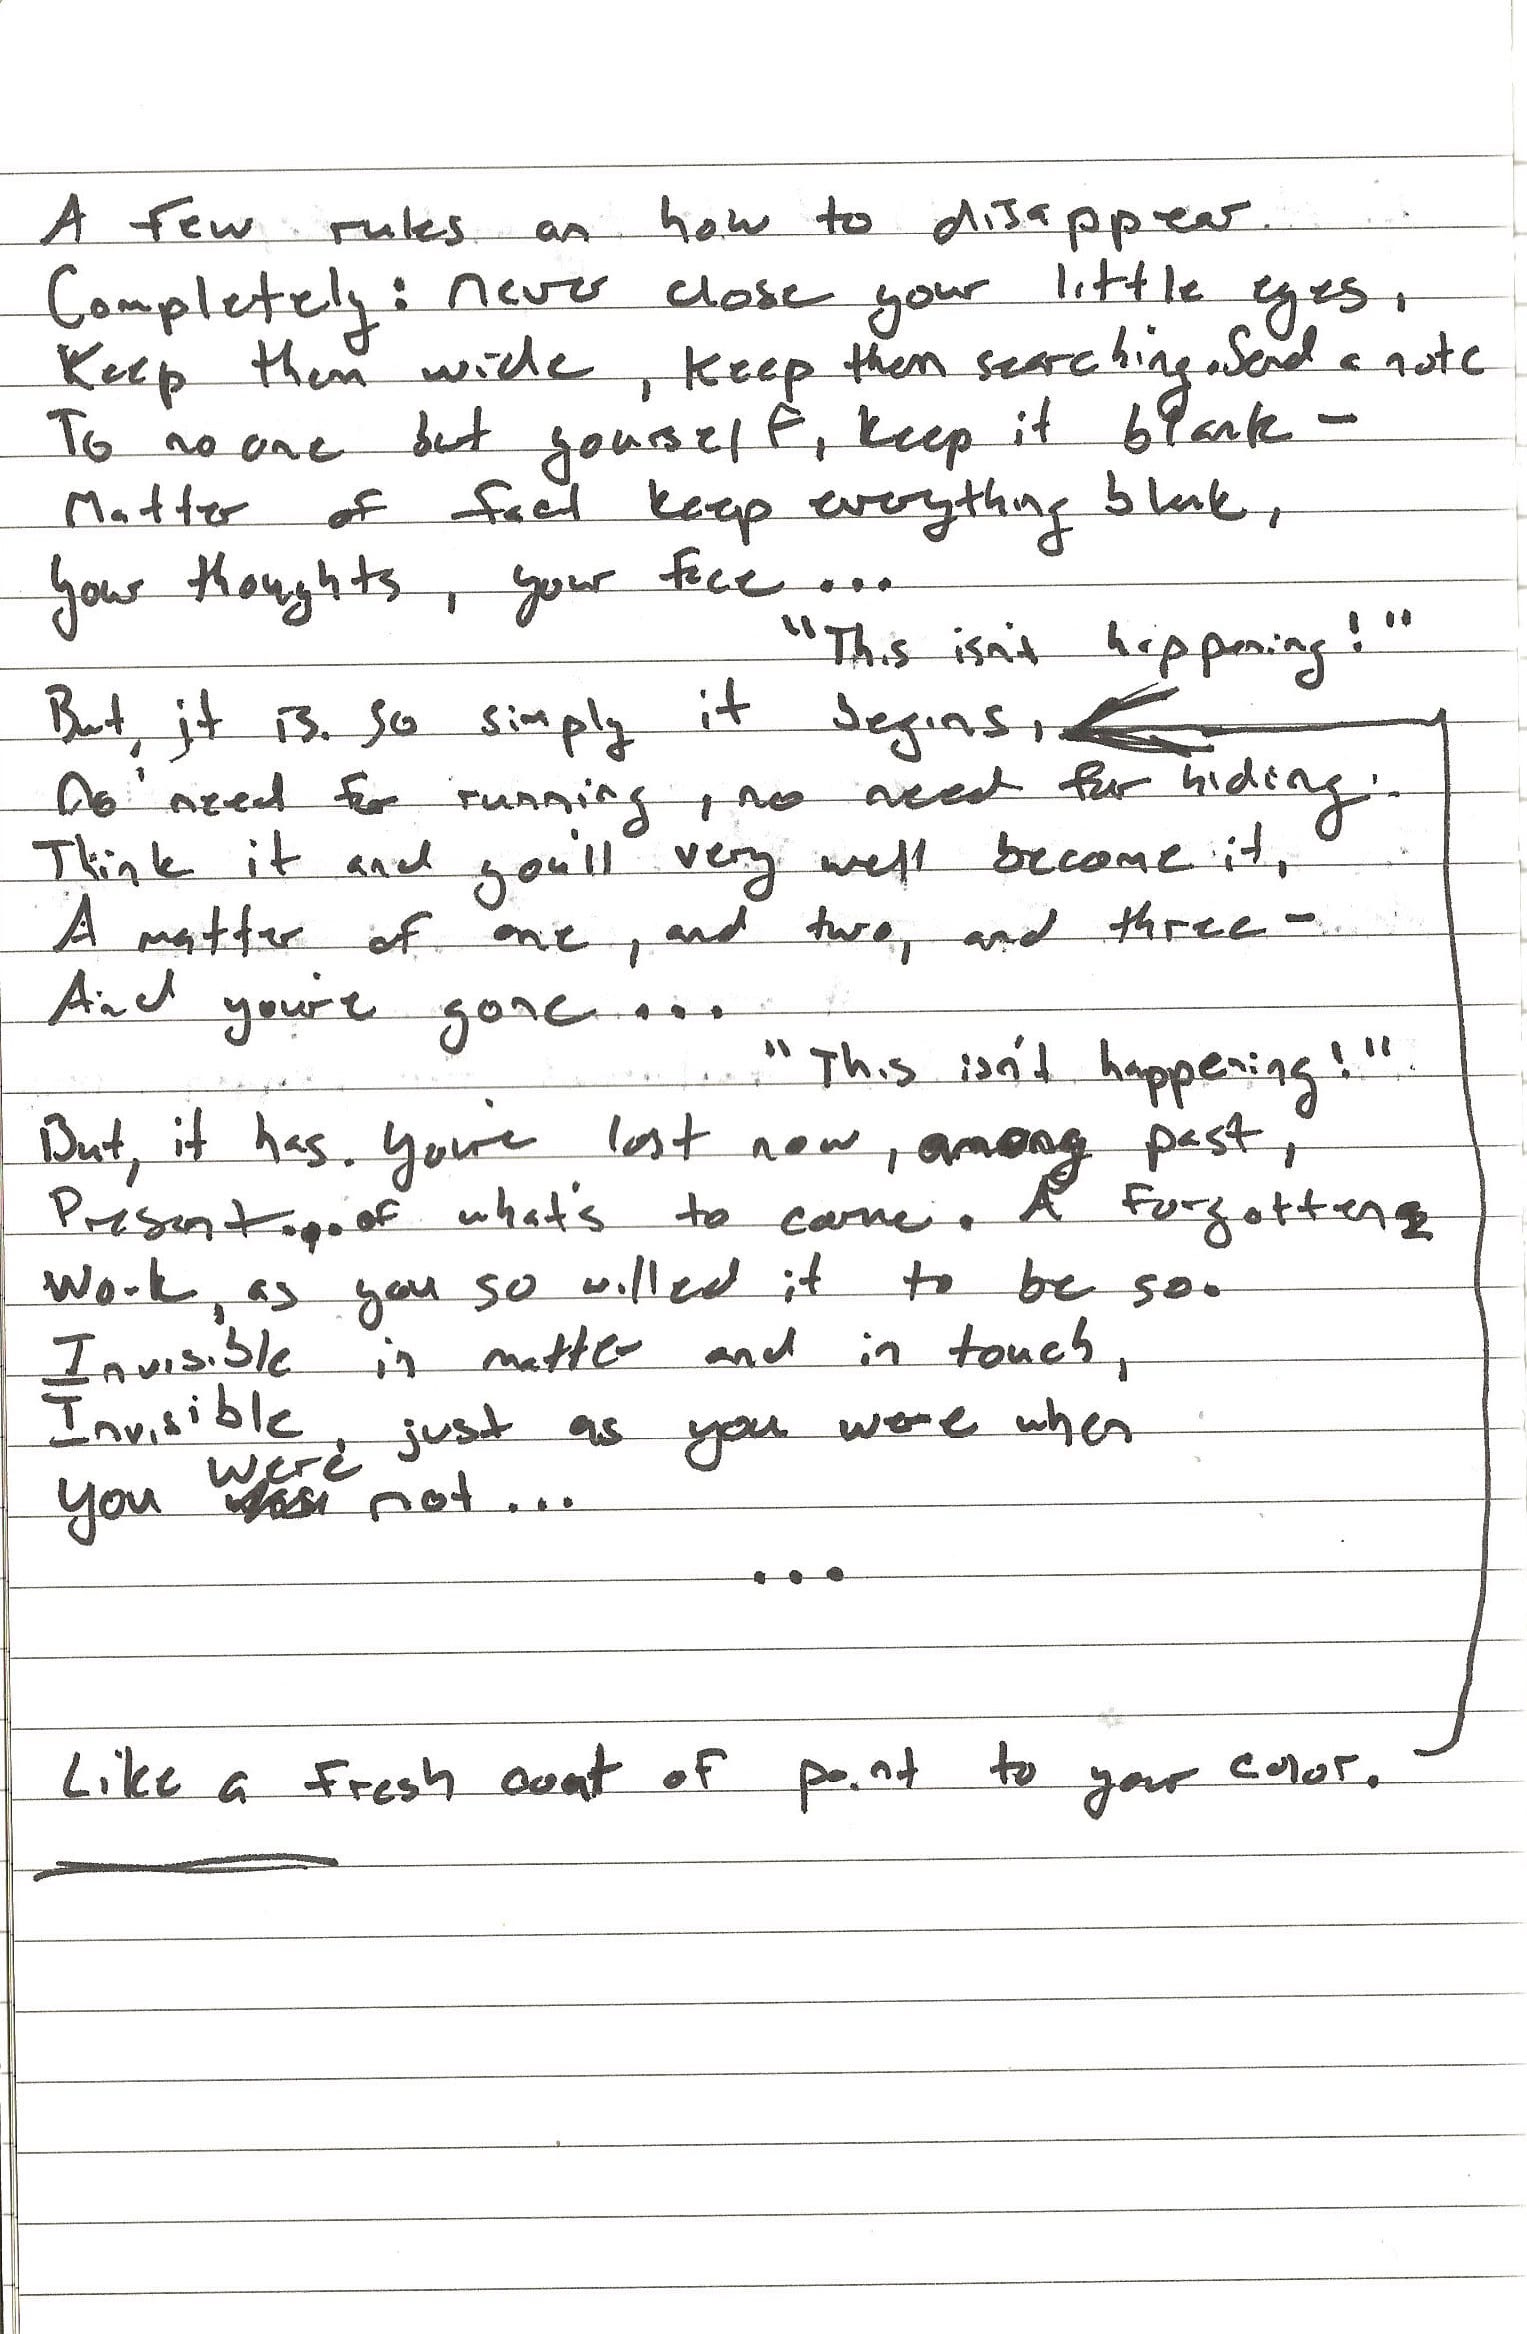 A few rules on how to disappear
Completely: never close your little eyes,
Keep them wide, keep them searching. Send a note
To no one but yourself, keep it blank -
Matter of fact keep everything blank,
Your thoughts, your face...
"This isn't happening!"
But, it is. So simply it begins,
No need for running, no need for hiding.
Think it and you'll very well become it,
A matter of one, and two, and three -
And you're gone...
"This isn't happening!"
But, it has. You're lost now, among past,
Present... of what's to come. A forgotten
Work, as you so willed it to be so.
Invisible in matter and in touch,
Invisible, just as you were when
You were not...
...
Like a fresh coat of paint to your color.